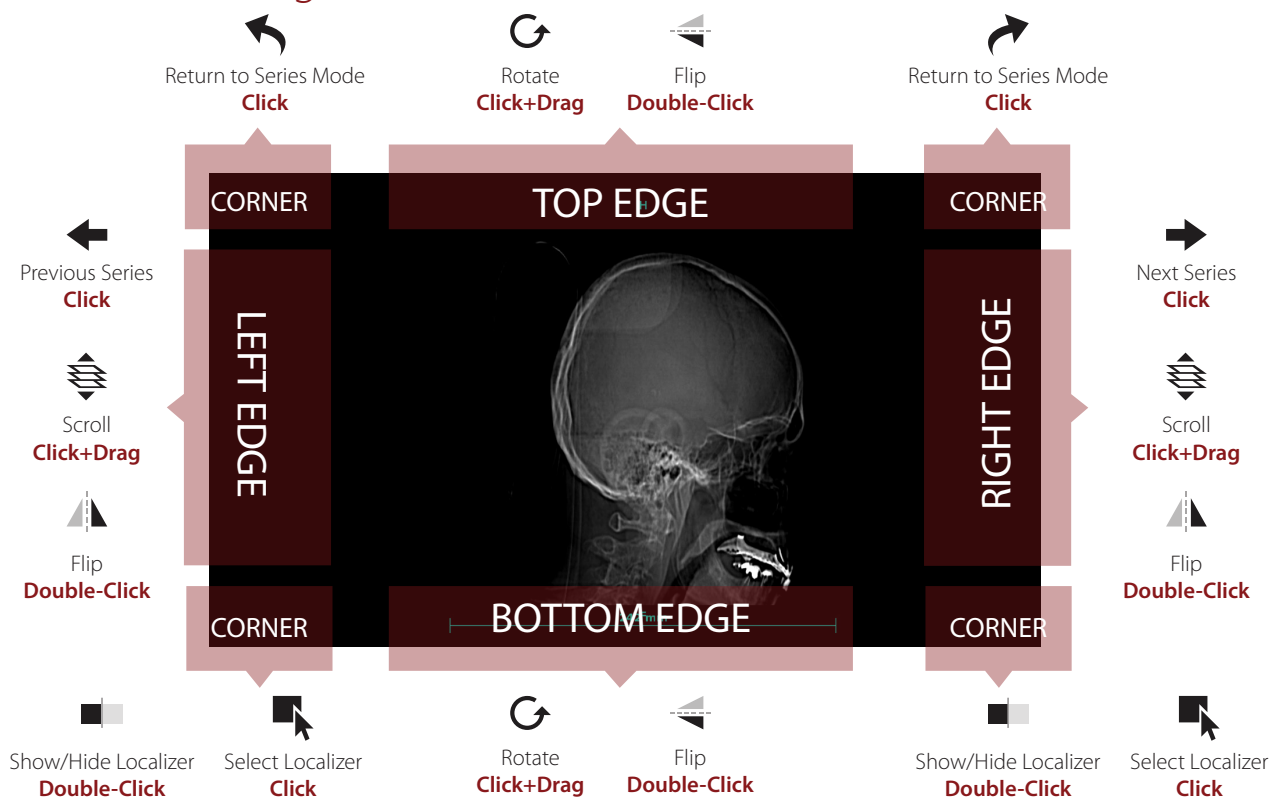 Return to Series Mode
Click
Rotate
Click+Drag
Flip
Double-Click
Return to Series Mode
Click
CORNER
TOP EDGE
H
CORNER
Previous Series
Click
Scroll
Click+Drag
Flip
Double-Click
LEFT EDGE
RIGHT EDGE
Next Series
Click
Scroll
Click+Drag
Flip
Double-Click
CORNER
BOTTOM EDGE
CORNER
Show/Hide Localizer
Double-Click
Select Localizer
Click
Rotate
Click+Drag
Flip
Double-Click
Show/Hide Localizer
Double-Click
Select Localizer
Click